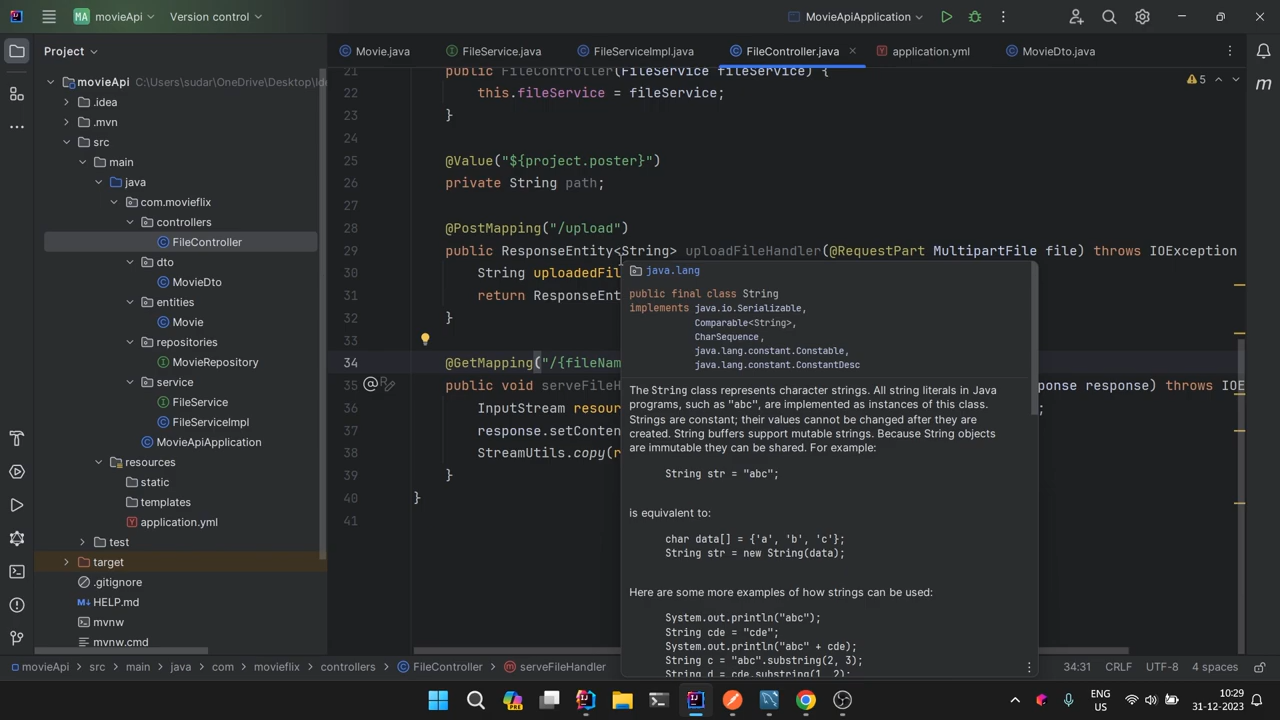 MA movieApi Version control MovieApiApplication
Project
Movie.java FileService.java FileServiceImpl.java FileController.java application.yml MovieDto.java
movieApi C:\Users\sudar\OneDrive\Desktop\Ide
.idea
.mvn
src
main
java
com.movieflix
controllers
FileController
dto
MovieDto
entities
Movie
repositories
MovieRepository
service
FileService
FileServiceImpl
MovieApiApplication
resources
static
templates
application.yml
test
target
.gitignore
HELP.md
mvnw
mvnw.cmd
5
21 public FileController(FileService fileService) {
22 this.fileService = fileService;
23 }
24
25 @Value("${project.poster}")
26 private String path;
27
28 @PostMapping("/upload")
29 public ResponseEntity<String> uploadFileHandler(@RequestPart MultipartFile file) throws IOException
30 String uploadedFil
31 return ResponseEnt
32 }
33
34 @GetMapping("/{fileNam
35 public void serveFileH ponse response) throws IOE
36 InputStream resour ;
37 response.setConten
38 StreamUtils.copy(r
39 }
40 }
41
java.lang
public final class String
implements java.io.Serializable,
Comparable<String>,
CharSequence,
java.lang.constant.Constable,
java.lang.constant.ConstantDesc
The String class represents character strings. All string literals in Java
programs, such as "abc", are implemented as instances of this class.
Strings are constant; their values cannot be changed after they are
created. String buffers support mutable strings. Because String objects
are immutable they can be shared. For example:
String str = "abc";
is equivalent to:
char data[] = {'a', 'b', 'c'};
String str = new String(data);
Here are some more examples of how strings can be used:
System.out.println("abc");
String cde = "cde";
System.out.println("abc" + cde);
String c = "abc".substring(2, 3);
String d = cde.substring(1, 2);
movieApi > src > main > java > com > movieflix > controllers > FileController > serveFileHandler 34:31 CRLF UTF-8 4 spaces
ENG
US
10:29
31-12-2023